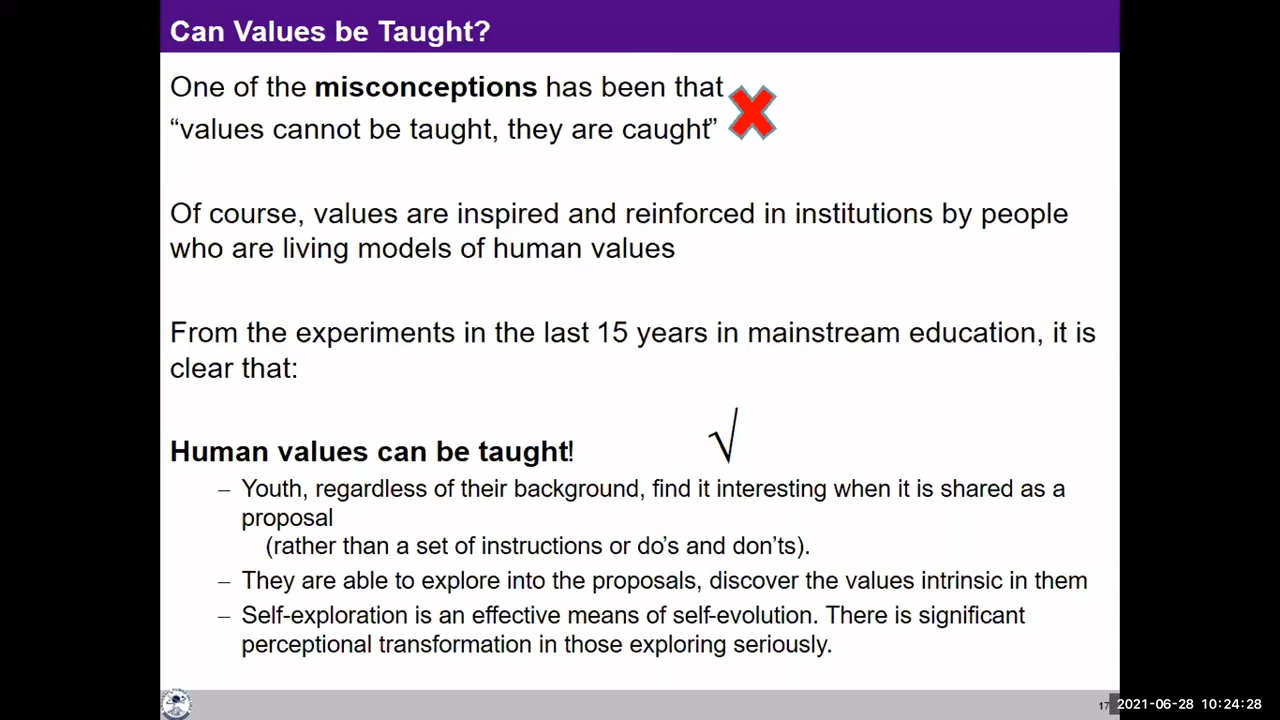 Can Values be Taught?
One of the misconceptions has been that
“values cannot be taught, they are caught”
Of course, values are inspired and reinforced in institutions by people
who are living models of human values
From the experiments in the last 15 years in mainstream education, it is
clear that:
Human values can be taught!
√
– Youth, regardless of their background, find it interesting when it is shared as a
proposal
(rather than a set of instructions or do’s and don’ts).
– They are able to explore into the proposals, discover the values intrinsic in them
– Self-exploration is an effective means of self-evolution. There is significant
perceptional transformation in those exploring seriously.
17
2021-06-28 10:24:28